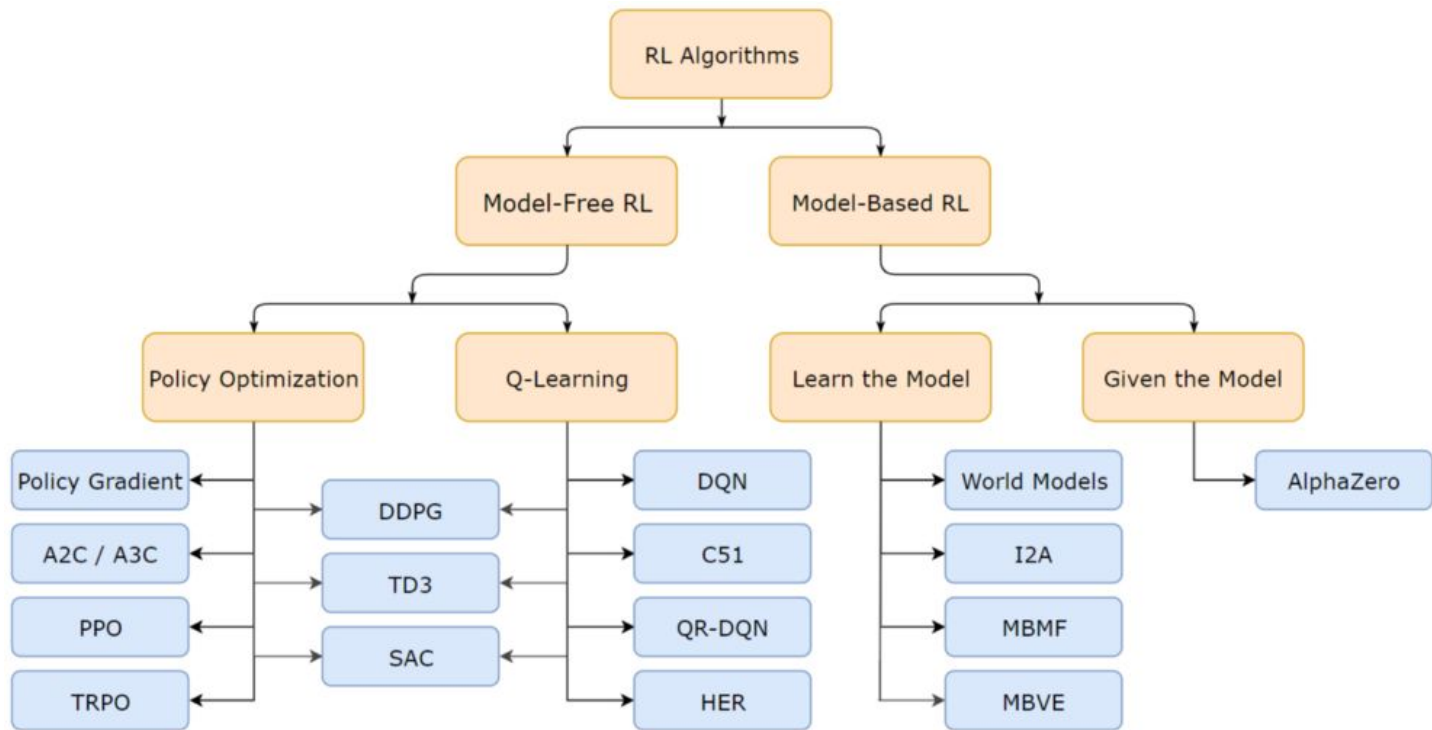 RL Algorithms
Model-Free RL
Model-Based RL
Policy Optimization
Q-Learning
Learn the Model
Given the Model
Policy Gradient
DDPG
DQN
World Models
AlphaZero
A2C / A3C
TD3
C51
I2A
PPO
SAC
QR-DQN
MBMF
TRPO
HER
MBVE